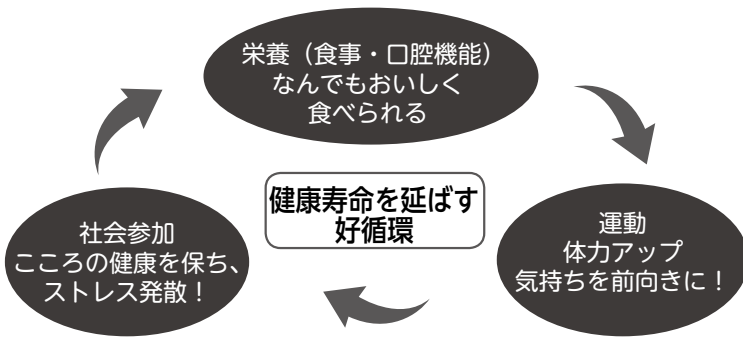 栄養（食事・口腔機能）
なんでもおいしく
食べられる
健康寿命を延ばす
好循環
運動
体力アップ
気持ちを前向きに！
社会参加
こころの健康を保ち、
ストレス発散！